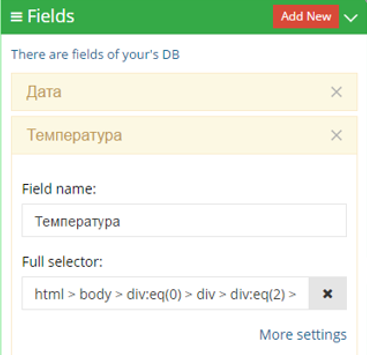 Fields
Add New
There are fields of your's DB
Дата
Температура
Field name:
Температура
Full selector:
html > body > div:eq(0) > div > div:eq(2) >
More settings